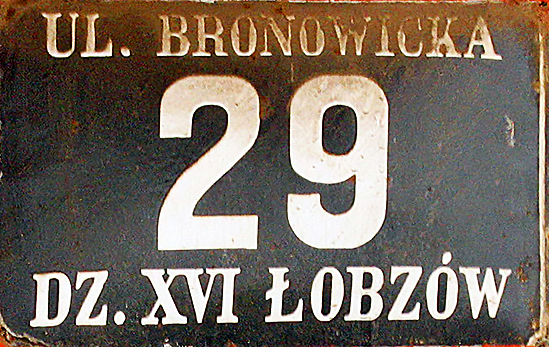 UL. BRONOWICKA
29
DZ. XVI ŁOBZÓW